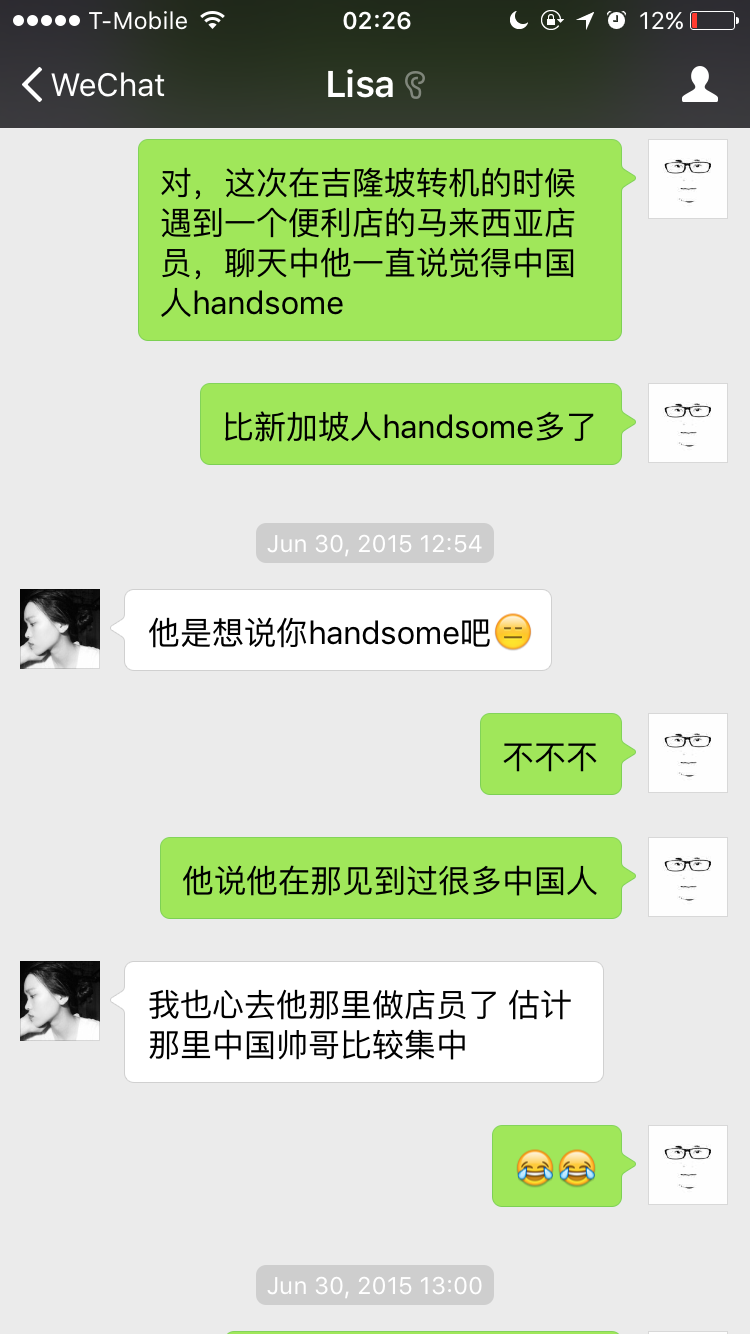 T-Mobile 02:26 12%
WeChat Lisa
对，这次在吉隆坡转机的时候
遇到一个便利店的马来西亚店
员，聊天中他一直说觉得中国
人handsome
比新加坡人handsome多了
Jun 30, 2015 12:54
他是想说你handsome吧😑
不不不
他说他在那见到过很多中国人
我也心去他那里做店员了 估计
那里中国帅哥比较集中
😂😂
Jun 30, 2015 13:00